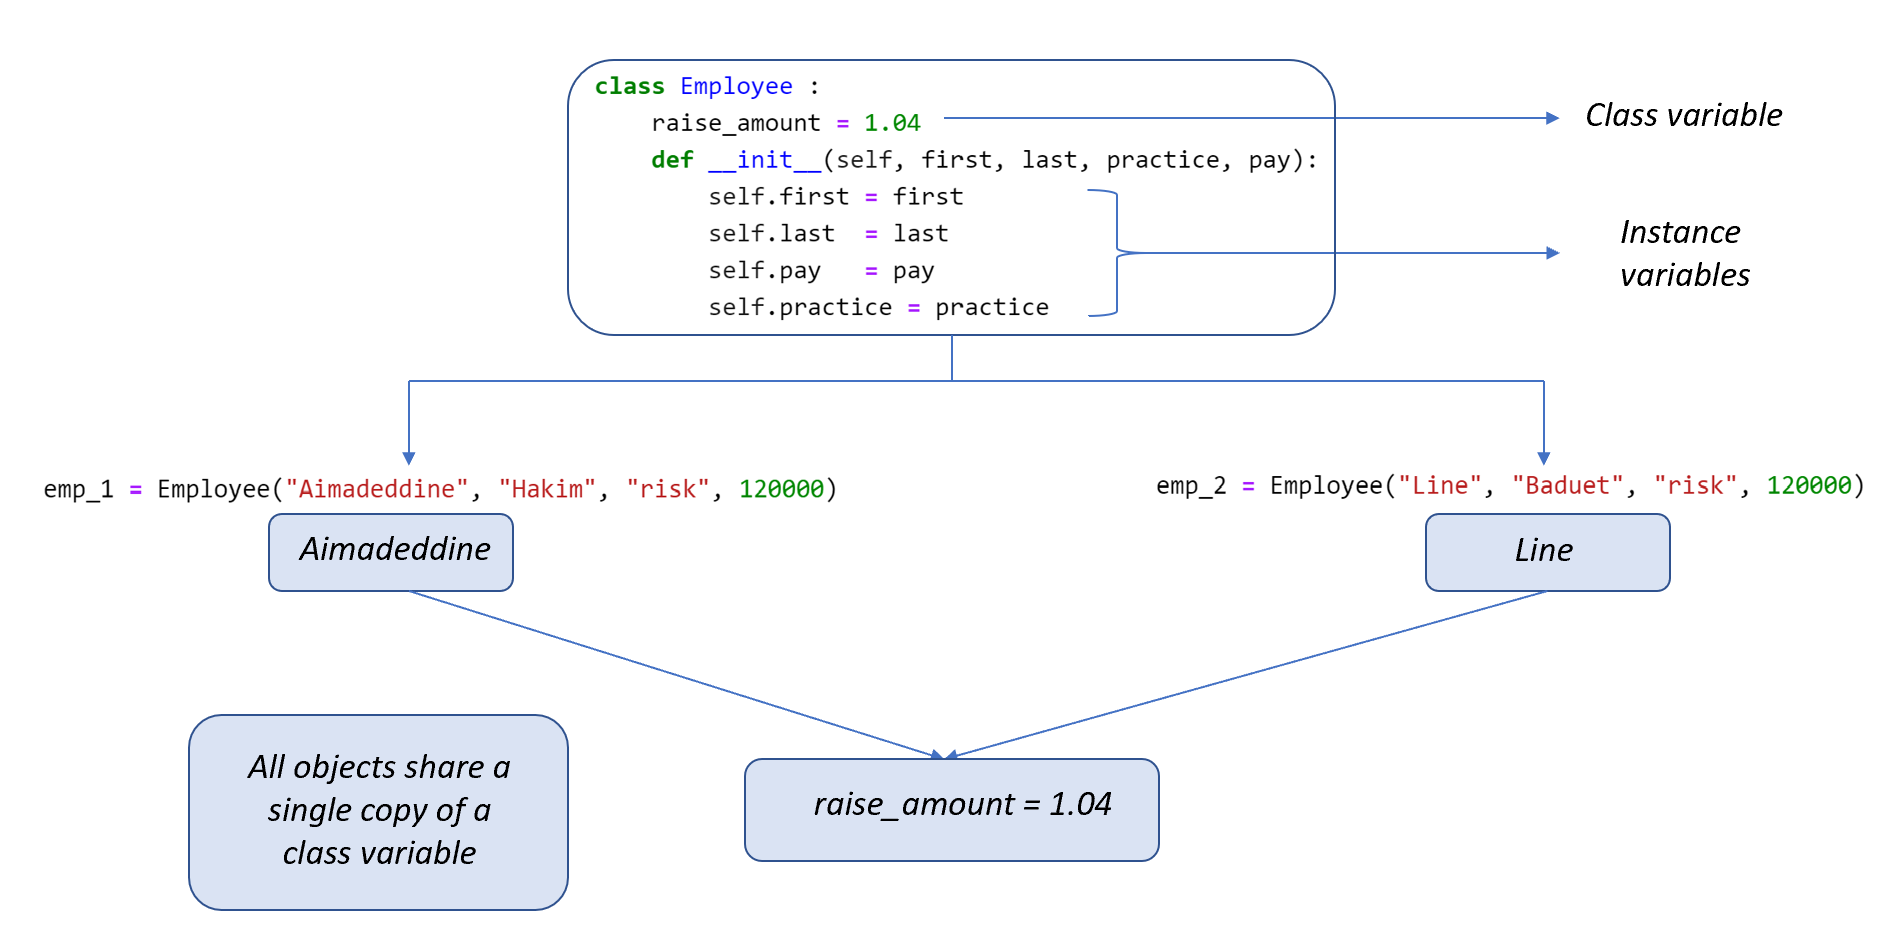 class Employee :
    raise_amount = 1.04
Class variable
    def __init__(self, first, last, practice, pay):
        self.first = first
        self.last  = last
        self.pay   = pay
        self.practice = practice
Instance
variables
emp_1 = Employee("Aimadeddine", "Hakim", "risk", 120000)
Aimadeddine
emp_2 = Employee("Line", "Baduet", "risk", 120000)
Line
All objects share a
single copy of a
class variable
raise_amount = 1.04